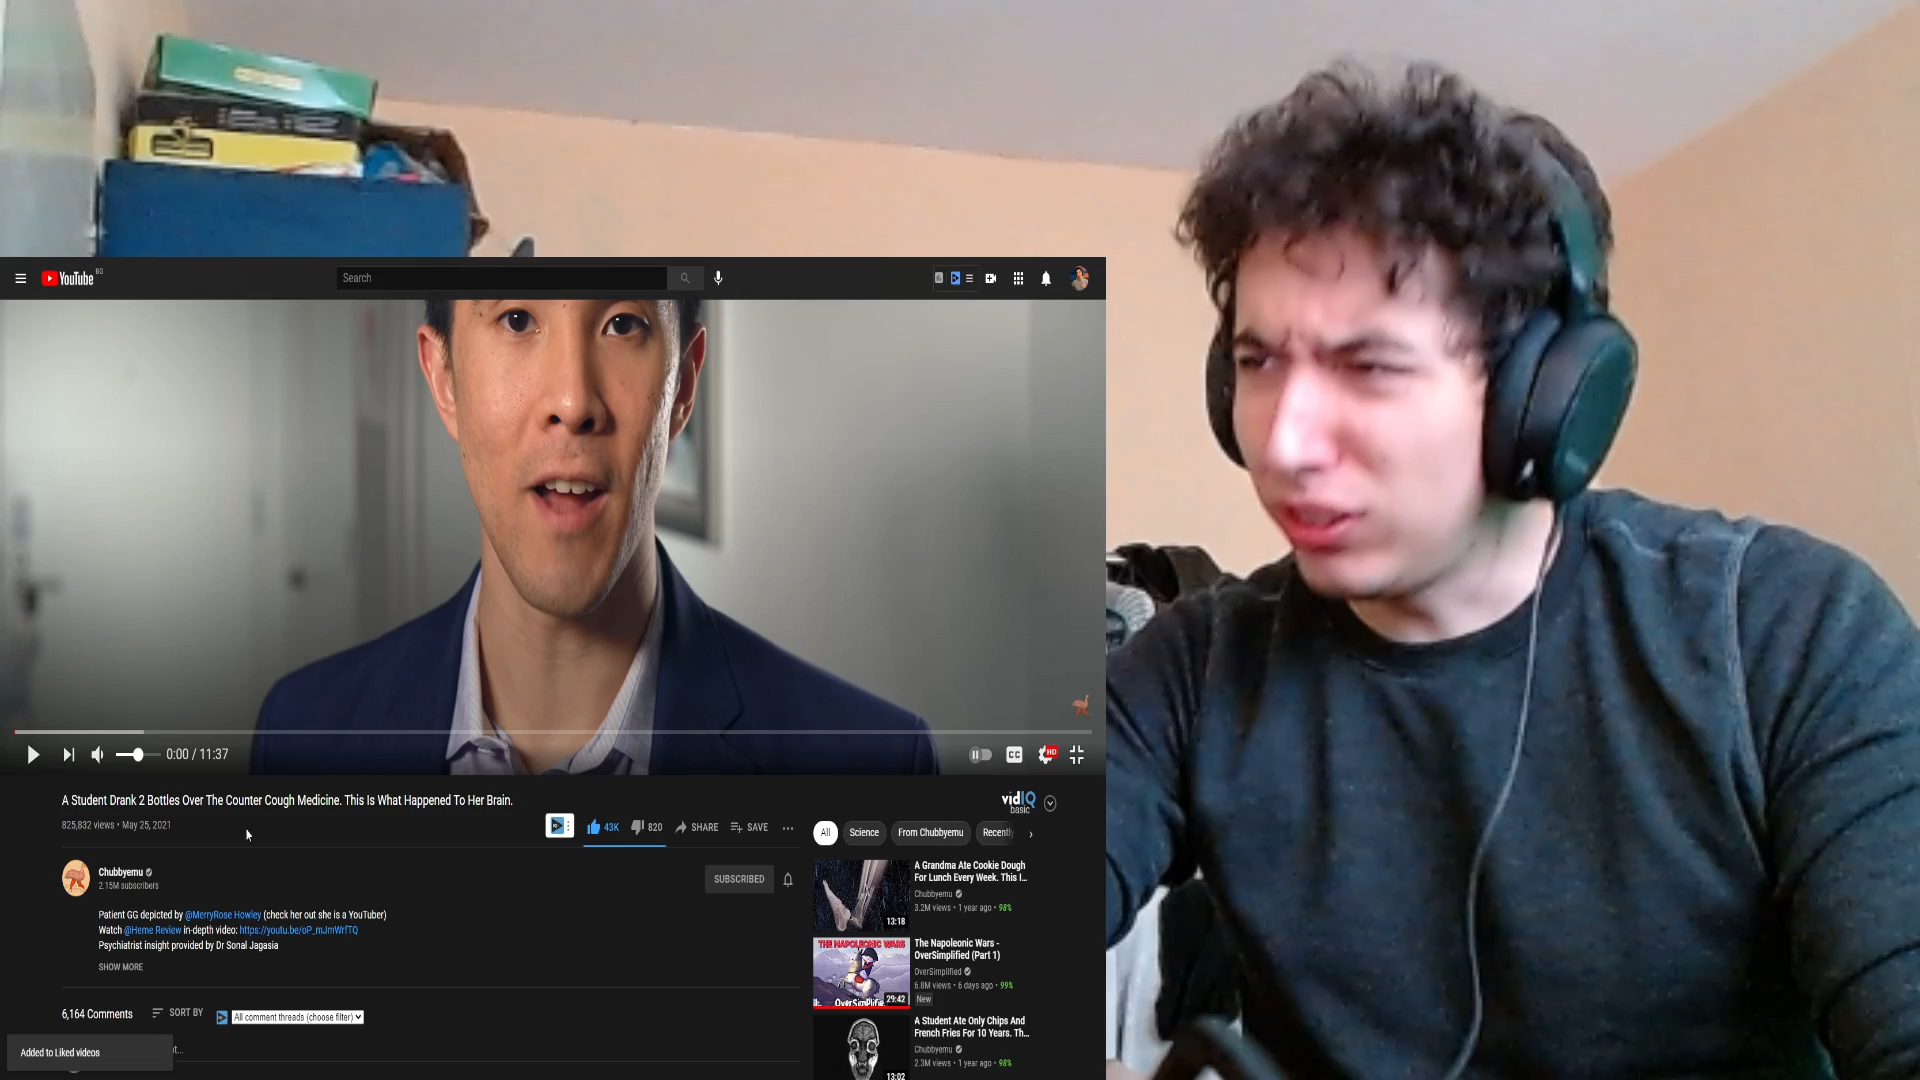 YouTube BG
Search
0:00 / 11:37
CC
HD
A Student Drank 2 Bottles Over The Counter Cough Medicine. This Is What Happened To Her Brain.
825,832 views • May 25, 2021
43K
820
SHARE
SAVE
Chubbyemu
2.15M subscribers
SUBSCRIBED
Patient GG depicted by @MerryRose Howley (check her out she is a YouTuber)
Watch @Heme Review in-depth video: https://youtu.be/oP_mJmWrfTQ
Psychiatrist insight provided by Dr Sonal Jagasia
SHOW MORE
6,164 Comments
SORT BY
All comment threads (choose filter)
Added to Liked videos
vidIQ
basic
All
Science
From Chubbyemu
Recently
A Grandma Ate Cookie Dough
For Lunch Every Week. This I...
Chubbyemu
3.2M views • 1 year ago • 98%
13:18
THE NAPOLEONIC WARS
OverSimplifie
29:42
The Napoleonic Wars -
OverSimplified (Part 1)
OverSimplified
6.8M views • 6 days ago • 99%
New
A Student Ate Only Chips And
French Fries For 10 Years. Th...
Chubbyemu
2.3M views • 1 year ago • 98%
13:02